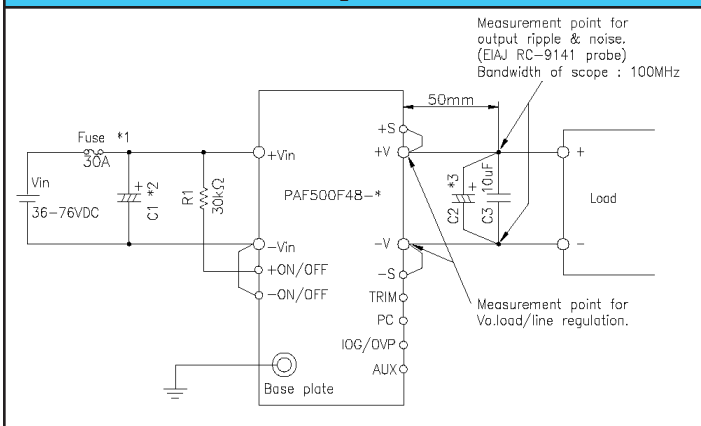 Measurement point for
output ripple & noise.
(EIAJ RC-9141 probe)
Bandwidth of scope : 100MHz
50mm
Fuse *1
30A
+S
+V
+Vin
+
Vin
36-76VDC
+
C1 *2
R1
30kΩ
PAF500F48-*
C2 *3
+
C3
10uF
Load
-Vin
-V
-
+ON/OFF
-S
-ON/OFF
TRIM
PC
IOG/OVP
AUX
Measurement point for
Vo.load/line regulation.
Base plate